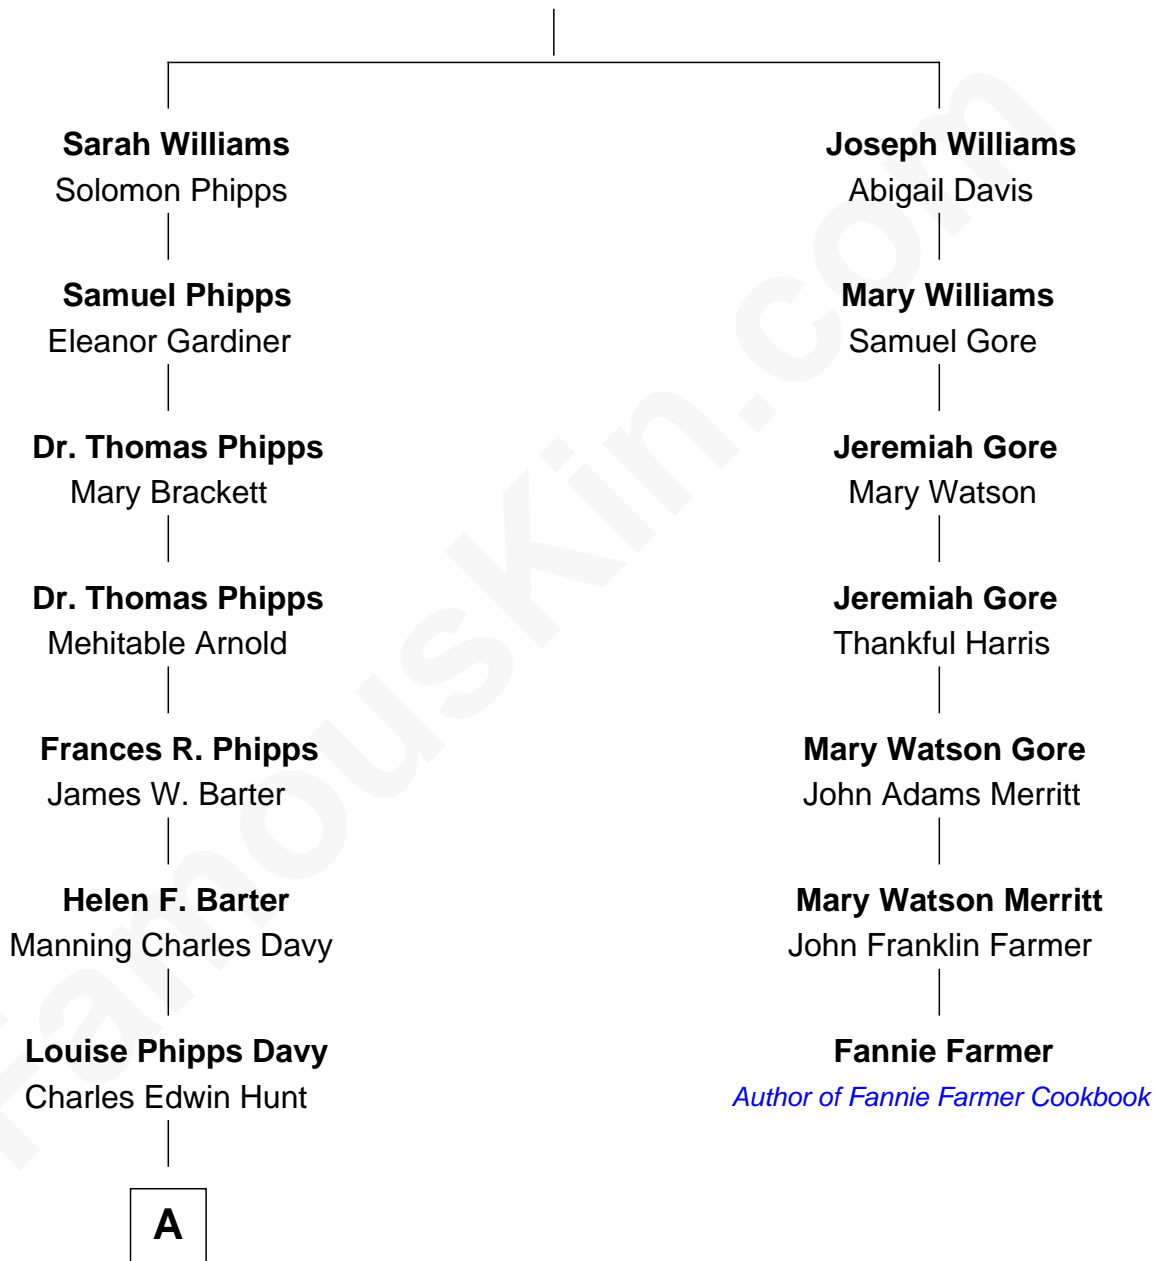 Sarah Williams
Solomon Phipps
Joseph Williams
Abigail Davis
Samuel Phipps
Eleanor Gardiner
Mary Williams
Samuel Gore
Dr. Thomas Phipps
Mary Brackett
Jeremiah Gore
Mary Watson
Dr. Thomas Phipps
Mehitable Arnold
Jeremiah Gore
Thankful Harris
Frances R. Phipps
James W. Barter
Mary Watson Gore
John Adams Merritt
Helen F. Barter
Manning Charles Davy
Mary Watson Merritt
John Franklin Farmer
Louise Phipps Davy
Charles Edwin Hunt
Fannie Farmer
Author of Fannie Farmer Cookbook
A
FamousKin.com